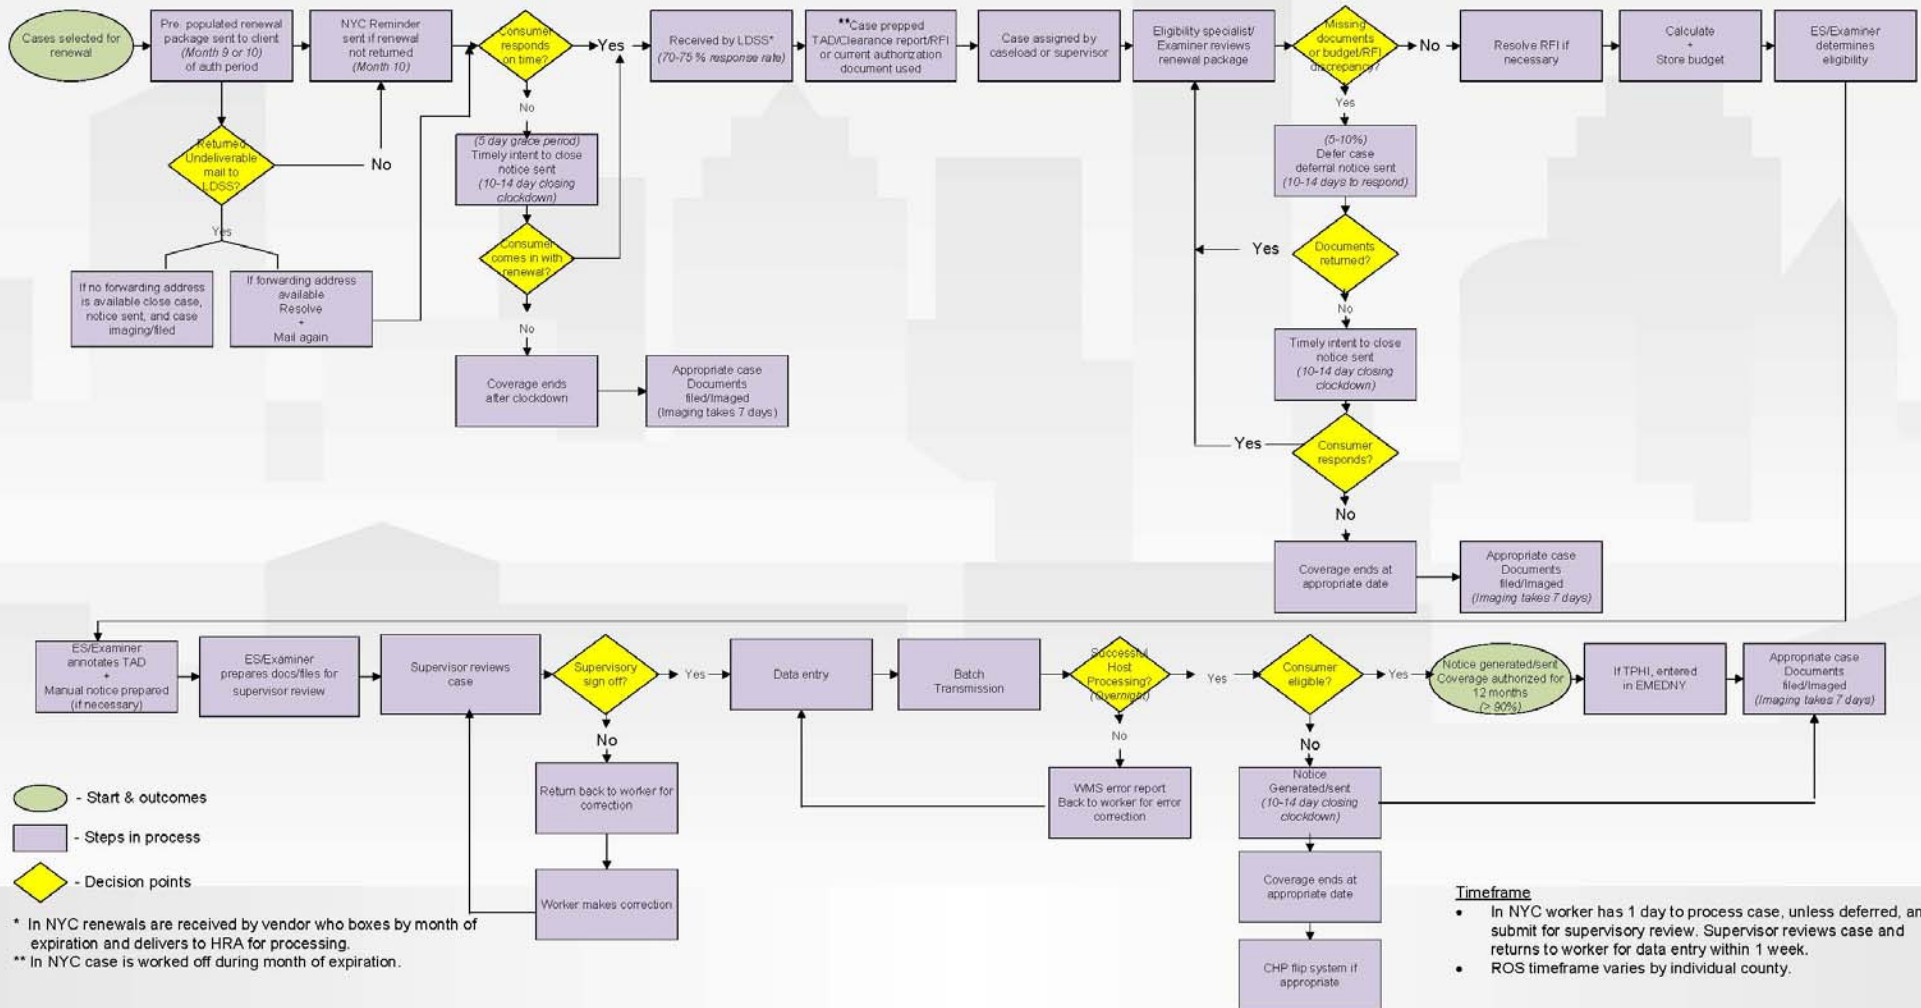 Cases selected for
renewal
Pre. populated renewal
package sent to client
(Month 9 or 10)
of auth period
NYC Reminder
sent if renewal
not returned
(Month 10)
Consumer
responds
on time?
Yes
Received by LDSS*
(70-75 % response rate)
**Case prepped
TAD/Clearance report/RFI
or current authorization
document used
Case assigned by
caseload or supervisor
Eligibility specialist/
Examiner reviews
renewal package
Missing
documents
or budget/RFI
discrepancy?
No
Resolve RFI if
necessary
Calculate
+
Store budget
ES/Examiner
determines
eligibility
Returned
Undeliverable
mail to
LDSS?
No
Yes
If no forwarding address
is available close case,
notice sent, and case
imaging/filed
If forwarding address
available
Resolve
+
Mail again
No
(5 day grace period)
Timely intent to close
notice sent
(10-14 day closing
clockdown)
Consumer
comes in with
renewal?
No
Coverage ends
after clockdown
Appropriate case
Documents
filed/Imaged
(Imaging takes 7 days)
Yes
(5-10%)
Defer case
deferral notice sent
(10-14 days to respond)
Documents
returned?
Yes
No
Timely intent to close
notice sent
(10-14 day closing
clockdown)
Consumer
responds?
Yes
No
Coverage ends at
appropriate date
Appropriate case
Documents
filed/Imaged
(Imaging takes 7 days)
ES/Examiner
annotates TAD
+
Manual notice prepared
(if necessary)
ES/Examiner
prepares docs/files for
supervisor review
Supervisor reviews
case
Supervisory
sign off?
Yes
Data entry
Batch
Transmission
Successful
Host
Processing?
(Overnight)
Yes
Consumer
eligible?
Yes
Notice generated/sent
Coverage authorized for
12 months
(> 90%)
If TPHI, entered
in EMEDNY
Appropriate case
Documents
filed/Imaged
(Imaging takes 7 days)
No
Return back to worker for
correction
Worker makes correction
No
WMS error report
Back to worker for error
correction
No
Notice
Generated/sent
(10-14 day closing
clockdown)
Coverage ends at
appropriate date
CHP flip system if
appropriate
- Start & outcomes
- Steps in process
- Decision points
* In NYC renewals are received by vendor who boxes by month of
expiration and delivers to HRA for processing.
** In NYC case is worked off during month of expiration.
Timeframe
• In NYC worker has 1 day to process case, unless deferred, an
submit for supervisory review. Supervisor reviews case and
returns to worker for data entry within 1 week.
• ROS timeframe varies by individual county.